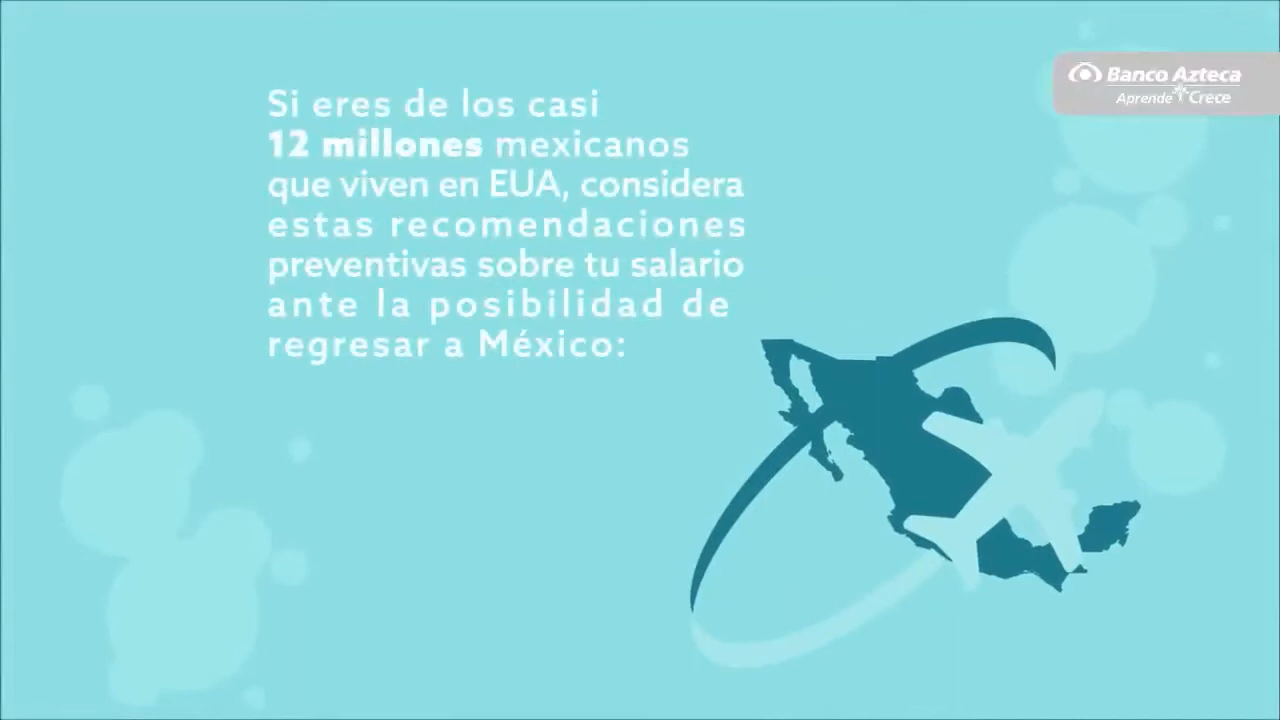 Si eres de los casi
12 millones mexicanos
que viven en EUA, considera
estas recomendaciones
preventivas sobre tu salario
ante la posibilidad de
regresar a México:
Banco Azteca
Aprende Crece